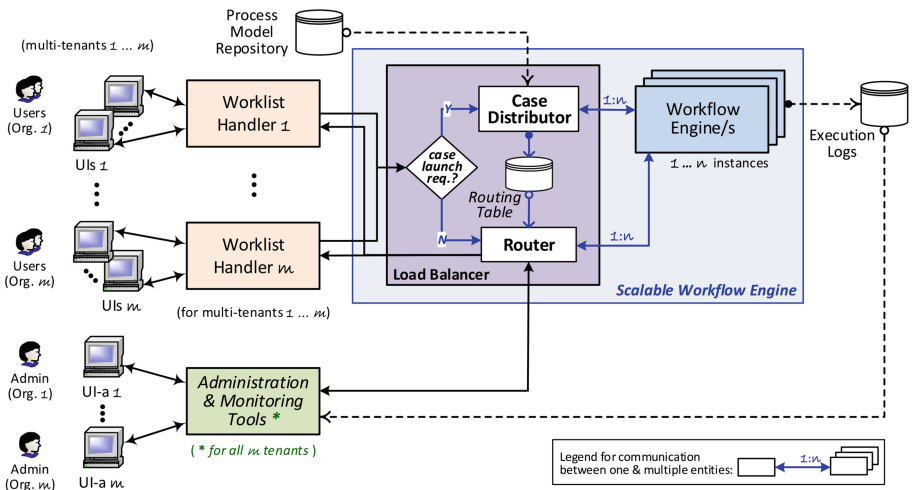 Process
Model
Repository
(multi-tenants 1 ... m)
Users
(Org. 1)
UIs 1
Worklist
Handler 1
case
launch
req.?
Y
N
Case
Distributor
Routing
Table
Router
Load Balancer
1:n
1:n
Workflow
Engine/s
1 ... n instances
Scalable Workflow Engine
Execution
Logs
Users
(Org. m)
UIs m
Worklist
Handler m
(for multi-tenants 1 ... m)
Admin
(Org. 1)
UI-a 1
Administration
& Monitoring
Tools *
( * for all m tenants )
Admin
(Org. m)
UI-a m
Legend for communication
between one & multiple entities:
1:n